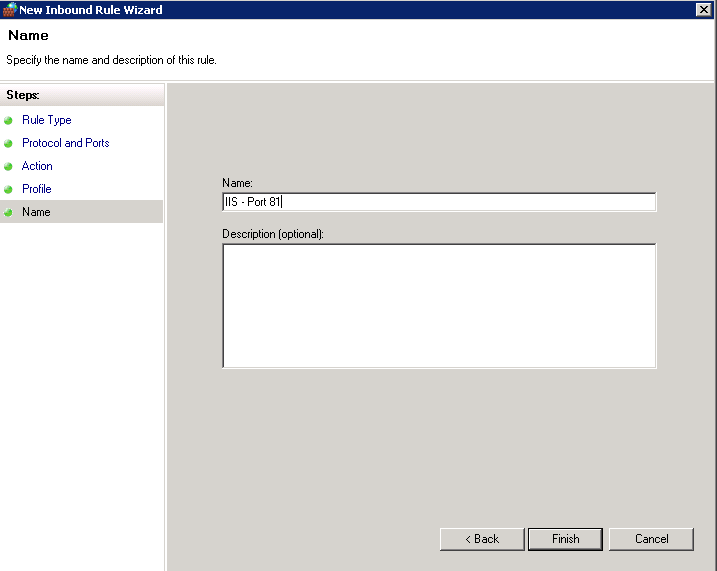 New Inbound Rule Wizard
Name
Specify the name and description of this rule.
Steps:
Rule Type
Protocol and Ports
Action
Profile
Name
Name:
IIS - Port 81
Description (optional):
< Back
Finish
Cancel